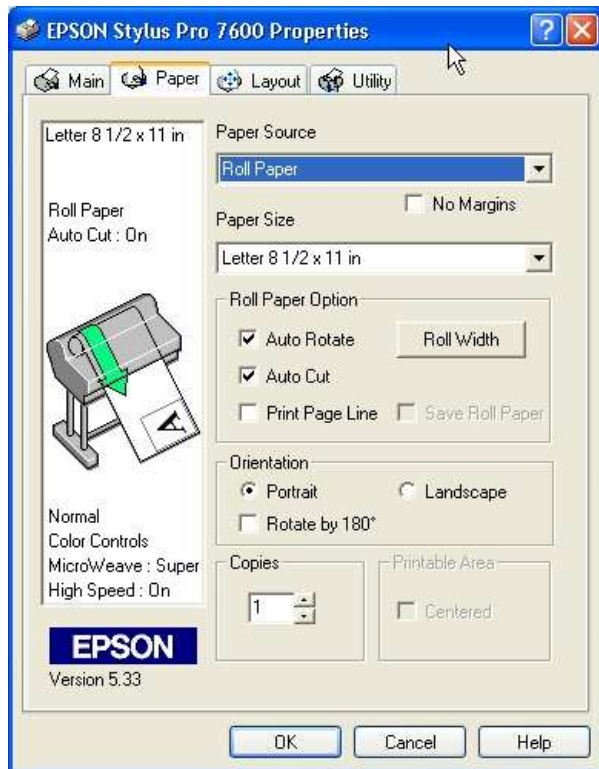 EPSON Stylus Pro 7600 Properties
Main Paper Layout Utility
Letter 8 1/2 x 11 in
Roll Paper
Auto Cut : On
A
Normal
Color Controls
MicroWeave : Super
High Speed : On
EPSON
Version 5.33
Paper Source
Roll Paper
No Margins
Paper Size
Letter 8 1/2 x 11 in
Roll Paper Option
Auto Rotate Roll Width
Auto Cut
Print Page Line Save Roll Paper
Orientation
Portrait Landscape
Rotate by 180°
Copies Printable Area
1 Centered
OK Cancel Help